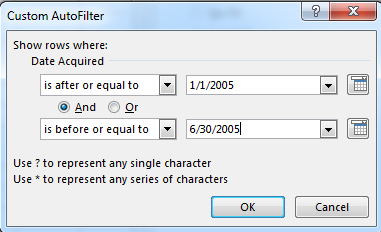 Custom AutoFilter
Show rows where:
Date Acquired
is after or equal to 1/1/2005
And Or
is before or equal to 6/30/2005
Use ? to represent any single character
Use * to represent any series of characters
OK Cancel